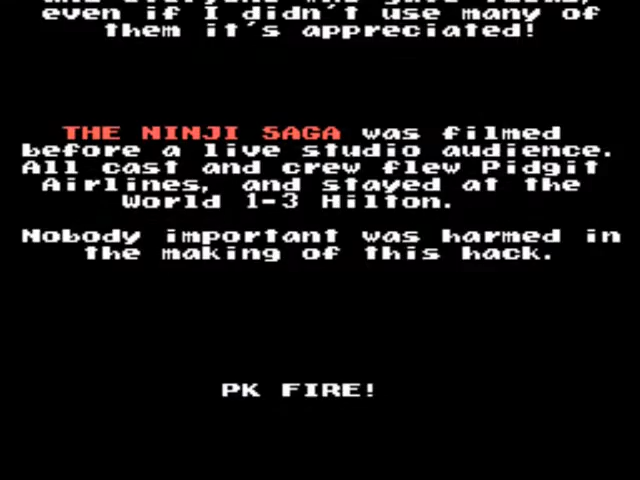 even if I didn't use many of
them it's appreciated!
THE NINJI SAGA was filmed
before a live studio audience.
All cast and crew flew Pidgit
Airlines, and stayed at the
World 1-3 Hilton.
Nobody important was harmed in
the making of this hack.
PK FIRE!